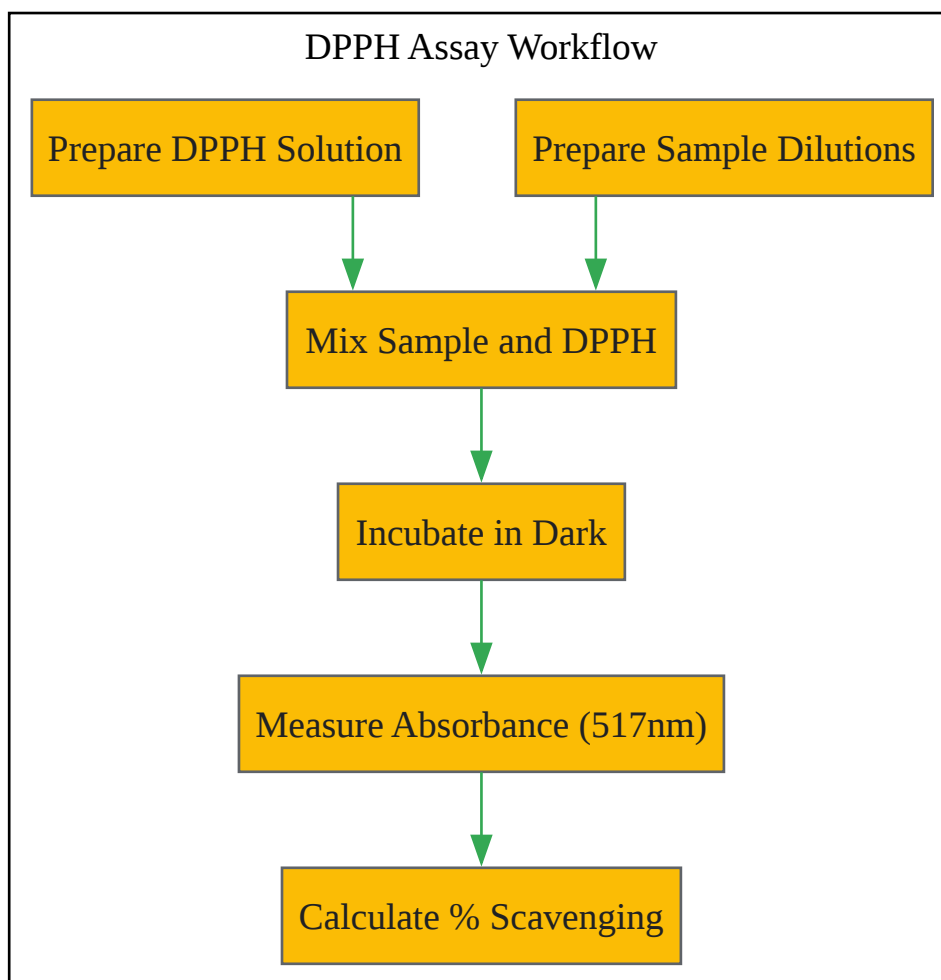 DPPH Assay Workflow
Prepare DPPH Solution
Prepare Sample Dilutions
Mix Sample and DPPH
Incubate in Dark
Measure Absorbance (517nm)
Calculate % Scavenging